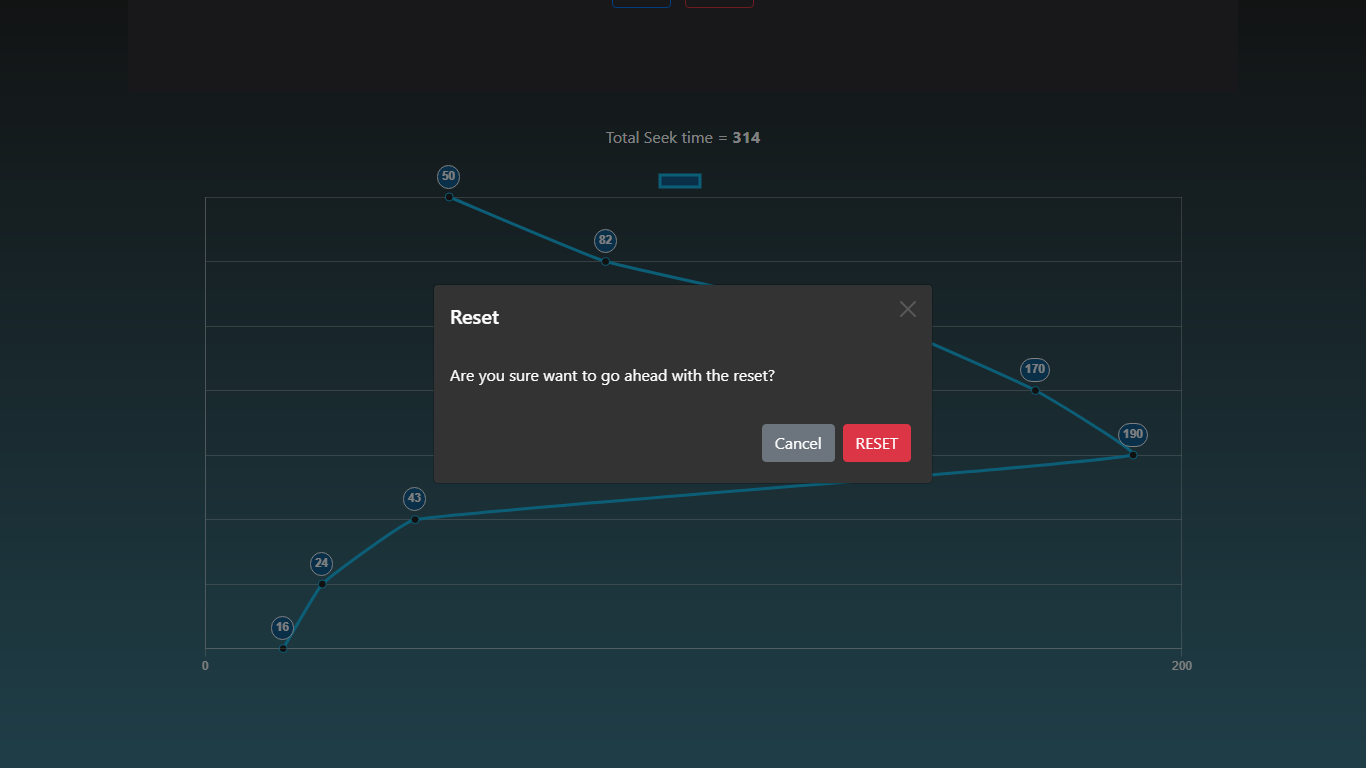 Total Seek time = 314
50
82
Reset
Are you sure want to go ahead with the reset?
170
190
Cancel RESET
43
24
16
0 200